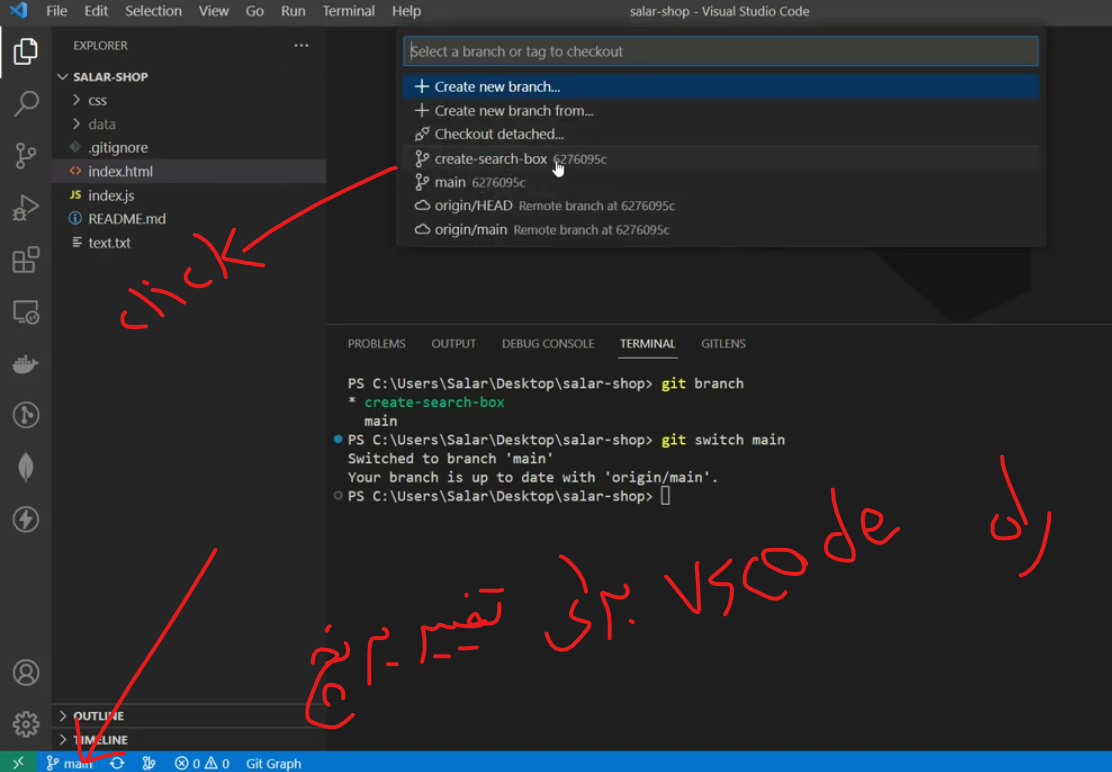 File Edit Selection View Go Run Terminal Help
salar-shop - Visual Studio Code
EXPLORER
SALAR-SHOP
css
data
.gitignore
index.html
JS index.js
README.md
text.txt
Select a branch or tag to checkout
Create new branch...
Create new branch from...
Checkout detached...
create-search-box 6276095c
main 6276095c
origin/HEAD Remote branch at 6276095c
origin/main Remote branch at 6276095c
click
PROBLEMS OUTPUT DEBUG CONSOLE TERMINAL GITLENS
PS C:\Users\Salar\Desktop\salar-shop> git branch
* create-search-box
main
PS C:\Users\Salar\Desktop\salar-shop> git switch main
Switched to branch 'main'
Your branch is up to date with 'origin/main'.
PS C:\Users\Salar\Desktop\salar-shop>
vscode برای تغییر برنچ
OUTLINE
TIMELINE
main 0 0 Git Graph